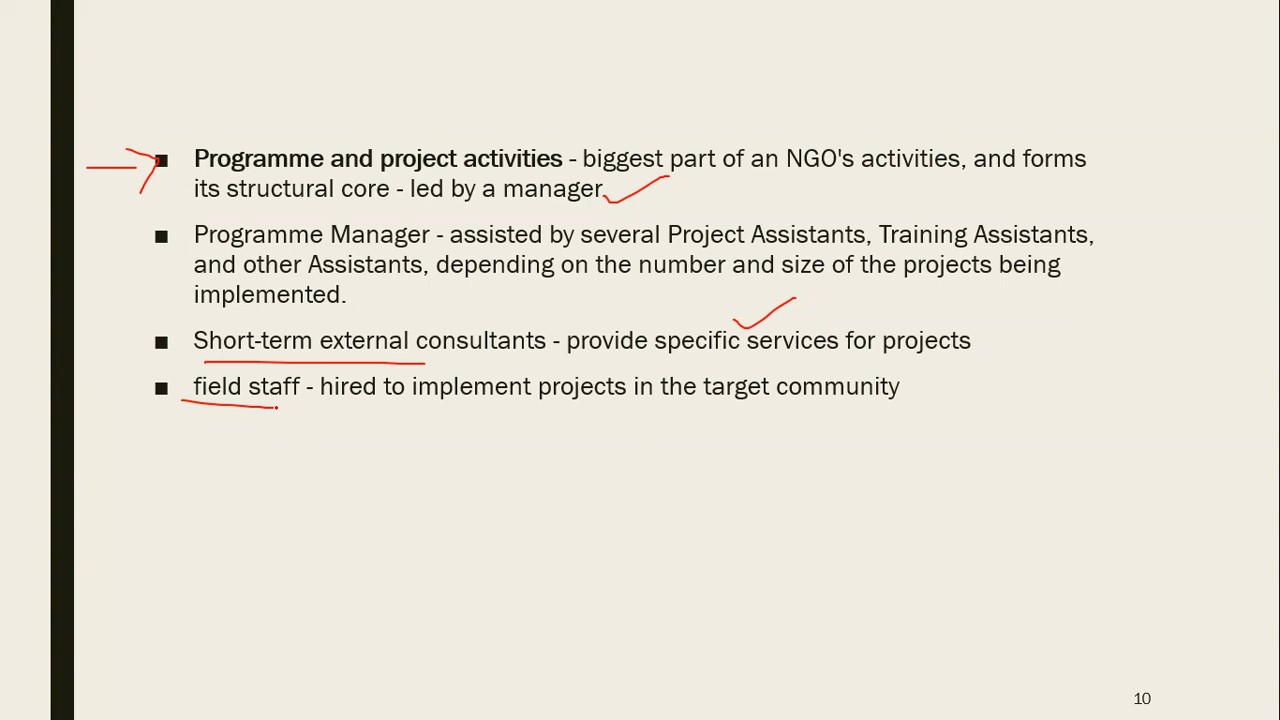 ■ Programme and project activities - biggest part of an NGO's activities, and forms
its structural core - led by a manager
■ Programme Manager - assisted by several Project Assistants, Training Assistants,
and other Assistants, depending on the number and size of the projects being
implemented.
■ Short-term external consultants - provide specific services for projects
■ field staff - hired to implement projects in the target community
10